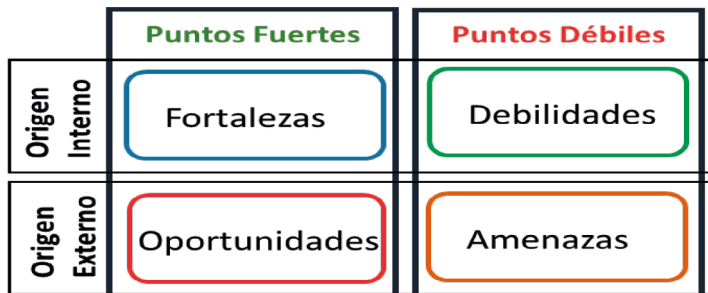 Puntos Fuertes
Puntos Débiles
Origen
Interno
Fortalezas
Debilidades
Origen
Externo
Oportunidades
Amenazas